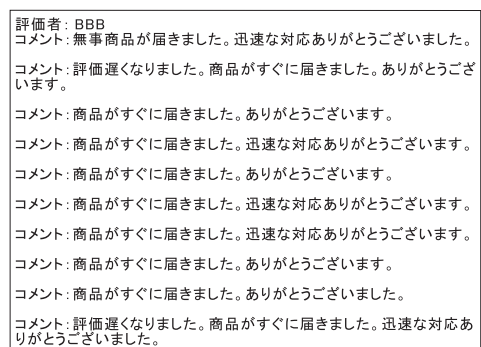 評価者: BBB
コメント:無事商品が届きました。迅速な対応ありがとうございました。
コメント:評価遅くなりました。商品がすぐに届きました。ありがとうござ
います。
コメント:商品がすぐに届きました。ありがとうございます。
コメント:商品がすぐに届きました。迅速な対応ありがとうございます。
コメント:商品がすぐに届きました。ありがとうございます。
コメント:商品がすぐに届きました。迅速な対応ありがとうございます。
コメント:商品がすぐに届きました。迅速な対応ありがとうございます。
コメント:商品がすぐに届きました。ありがとうございます。
コメント:商品がすぐに届きました。ありがとうございました。
コメント:評価遅くなりました。商品がすぐに届きました。迅速な対応あ
りがとうございました。